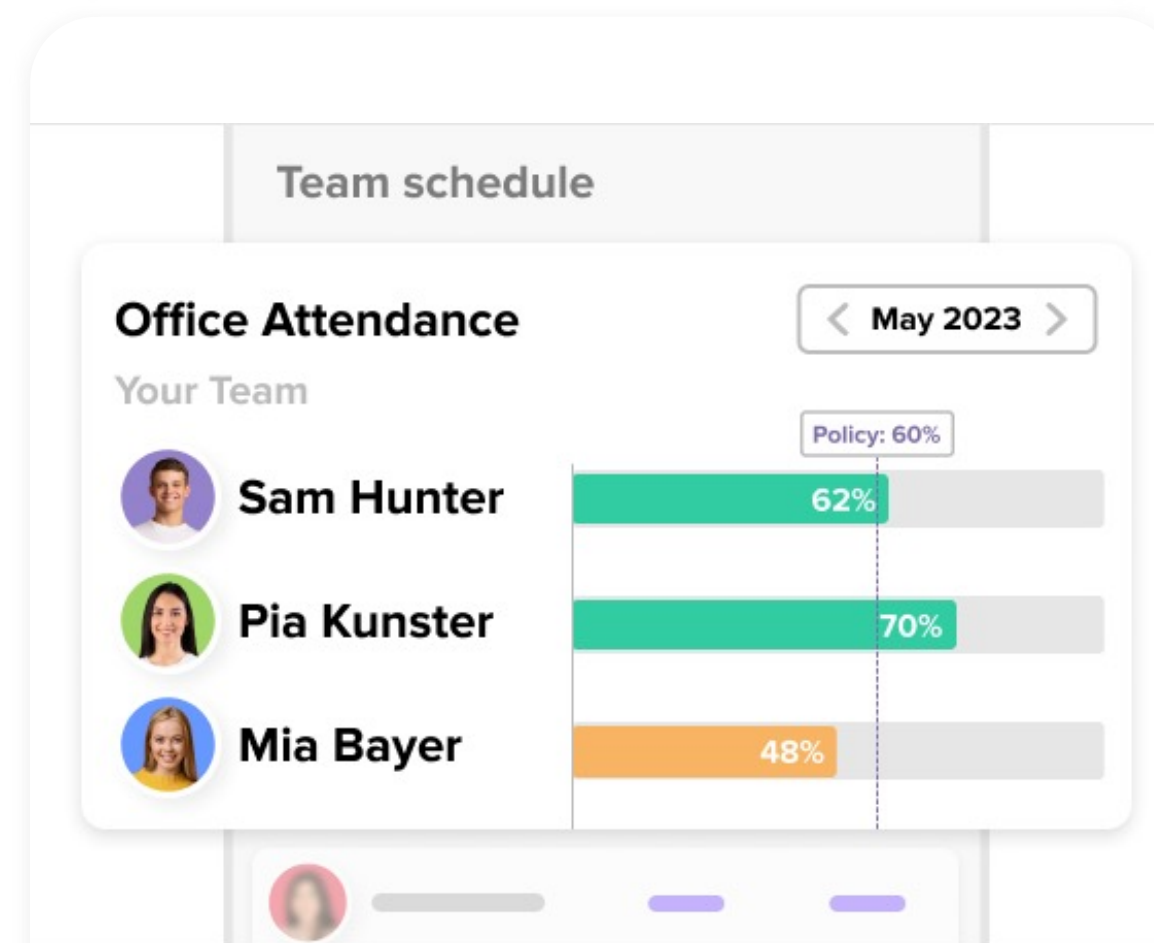 Team schedule
Office Attendance
May 2023
Your Team
Policy: 60%
Sam Hunter
62%
Pia Kunster
70%
Mia Bayer
48%